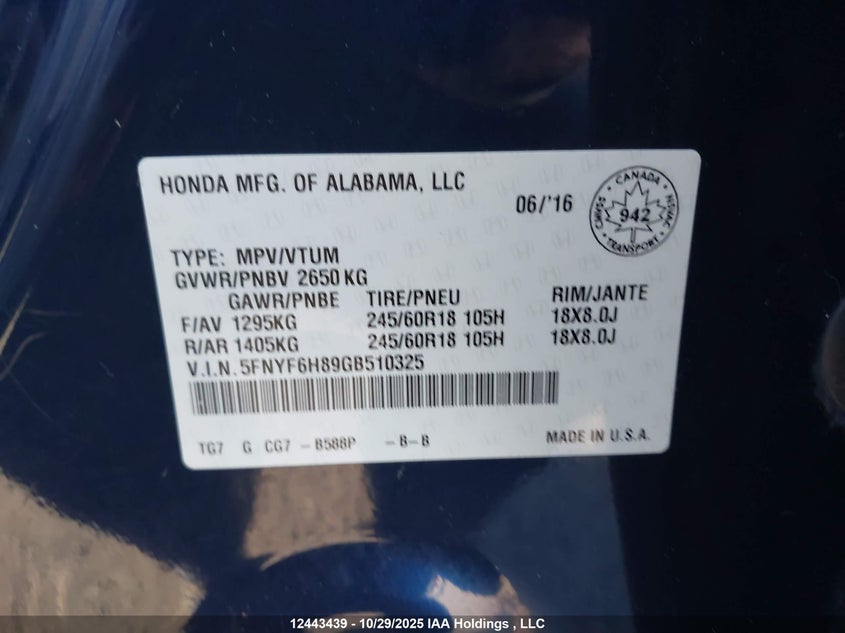 HONDA MFG. OF ALABAMA, LLC
06/'16
CANADA
CMVSS
942
NSVAC
TRANSPORT
TYPE: MPV/VTUM
GVWR/PNBV 2650 KG
GAWR/PNBE TIRE/PNEU RIM/JANTE
F/AV 1295KG 245/60R18 105H 18X8.0J
R/AR 1405KG 245/60R18 105H 18X8.0J
V.I.N. 5FNYF6H89GB510325
TG7 G CG7 - B588P -B-B MADE IN U.S.A.
12443439 - 10/29/2025 IAA Holdings , LLC